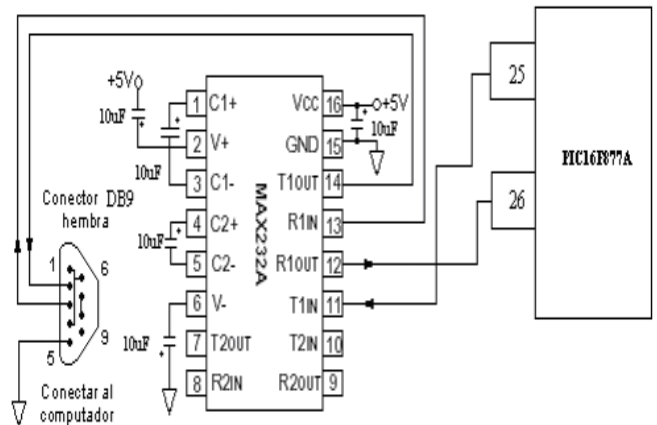 +5V
10uF
10uF
10uF
10uF
Conector DB9
hembra
1
6
9
5
Conectar al
computador
1 C1+
2 V+
3 C1-
4 C2+
5 C2-
6 V-
7 T2OUT
8 R2IN
MAX232A
Vcc 16
GND 15
T1OUT 14
R1IN 13
R1OUT 12
T1IN 11
T2IN 10
R2OUT 9
+5V
10uF
25
26
PIC16F877A